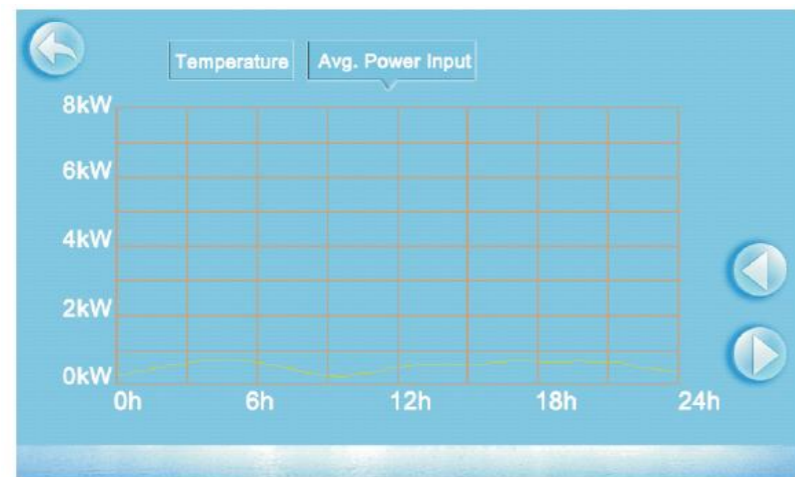 Temperature
Avg. Power Input
8kW
6kW
4kW
2kW
0kW
0h
6h
12h
18h
24h